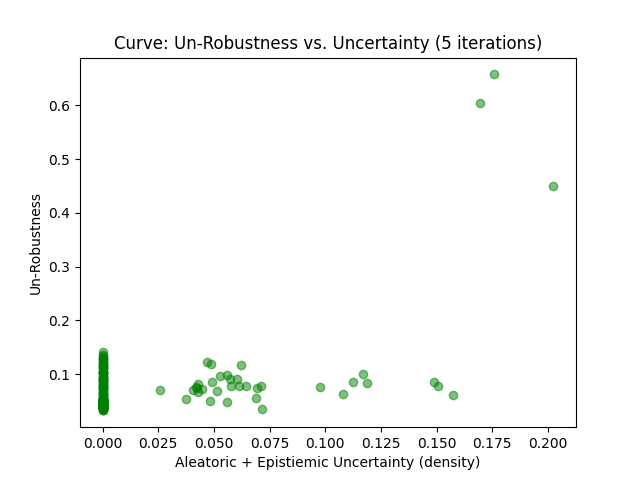 Curve: Un-Robustness vs. Uncertainty (5 iterations)
Un-Robustness
0.6
0.5
0.4
0.3
0.2
0.1
0.000 0.025 0.050 0.075 0.100 0.125 0.150 0.175 0.200
Aleatoric + Epistiemic Uncertainty (density)